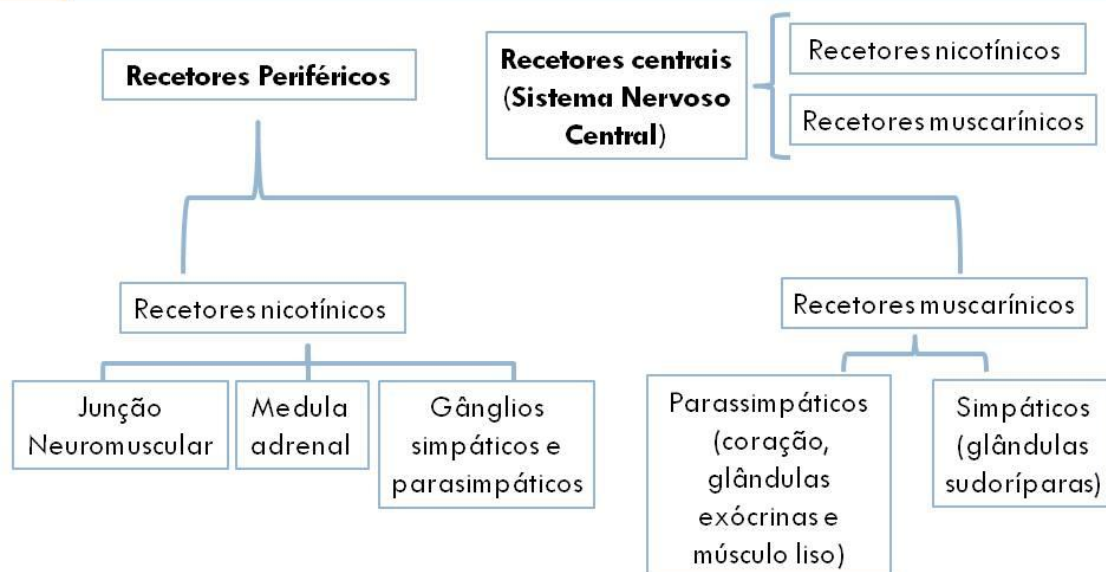 Recetores Periféricos
Recetores centrais
(Sistema Nervoso
Central)
Recetores nicotínicos
Recetores muscarínicos
Recetores nicotínicos
Recetores muscarínicos
Junção
Neuromuscular
Medula
adrenal
Gânglios
simpáticos e
parasimpáticos
Parassimpáticos
(coração,
glândulas
exócrinas e
músculo liso)
Simpáticos
(glândulas
sudoríparas)